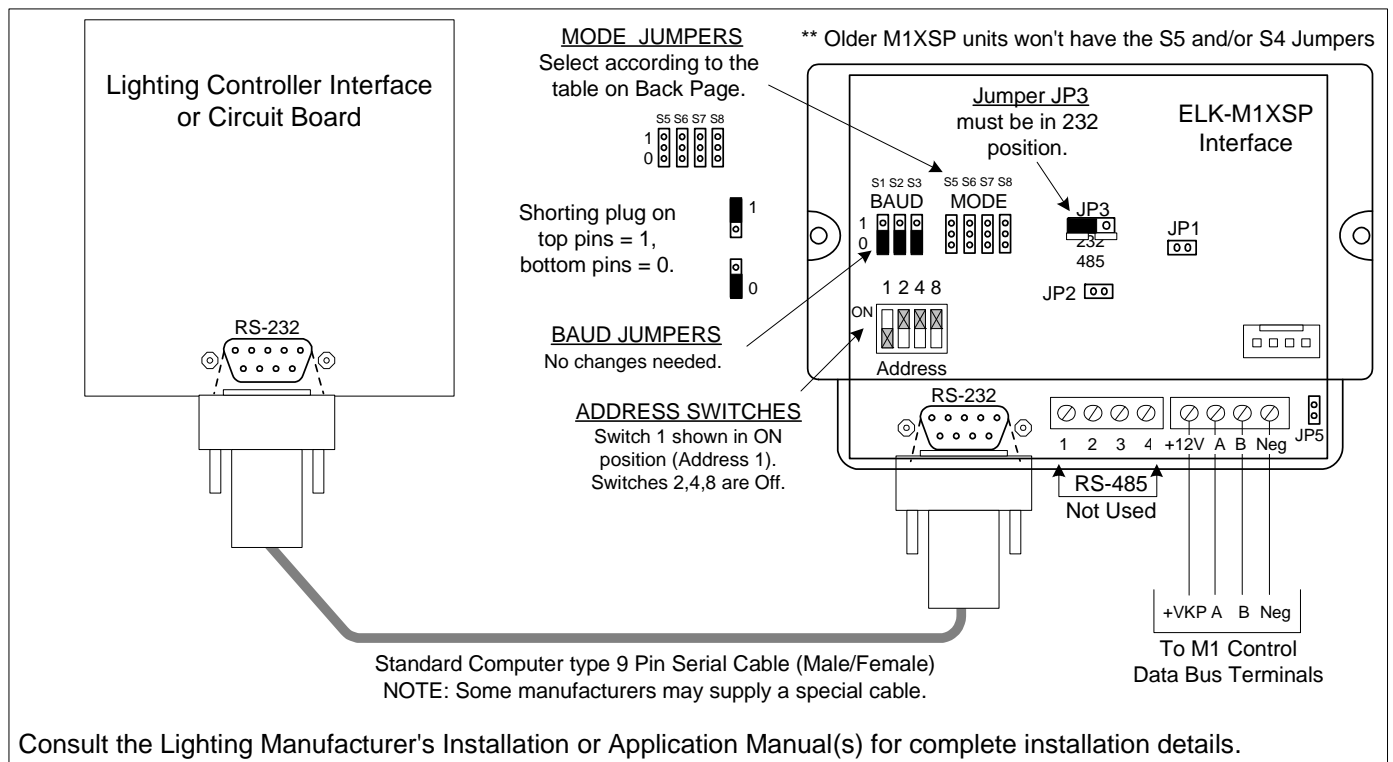 Lighting Controller Interface
or Circuit Board
RS-232
MODE JUMPERS
Select according to the
table on Back Page.
S5 S6 S7 S8
1
0
Shorting plug on
top pins = 1,
bottom pins = 0.
1
0
BAUD JUMPERS
No changes needed.
ADDRESS SWITCHES
Switch 1 shown in ON
position (Address 1).
Switches 2,4,8 are Off.
** Older M1XSP units won't have the S5 and/or S4 Jumpers
Jumper JP3
must be in 232
position.
ELK-M1XSP
Interface
S1 S2 S3
BAUD
1
0
S5 S6 S7 S8
MODE
JP3
232
485
JP1
JP2
1 2 4 8
ON
Address
RS-232
1 2 3 4
+12V A B Neg
JP5
RS-485
Not Used
+VKP A B Neg
To M1 Control
Data Bus Terminals
Standard Computer type 9 Pin Serial Cable (Male/Female)
NOTE: Some manufacturers may supply a special cable.
Consult the Lighting Manufacturer's Installation or Application Manual(s) for complete installation details.